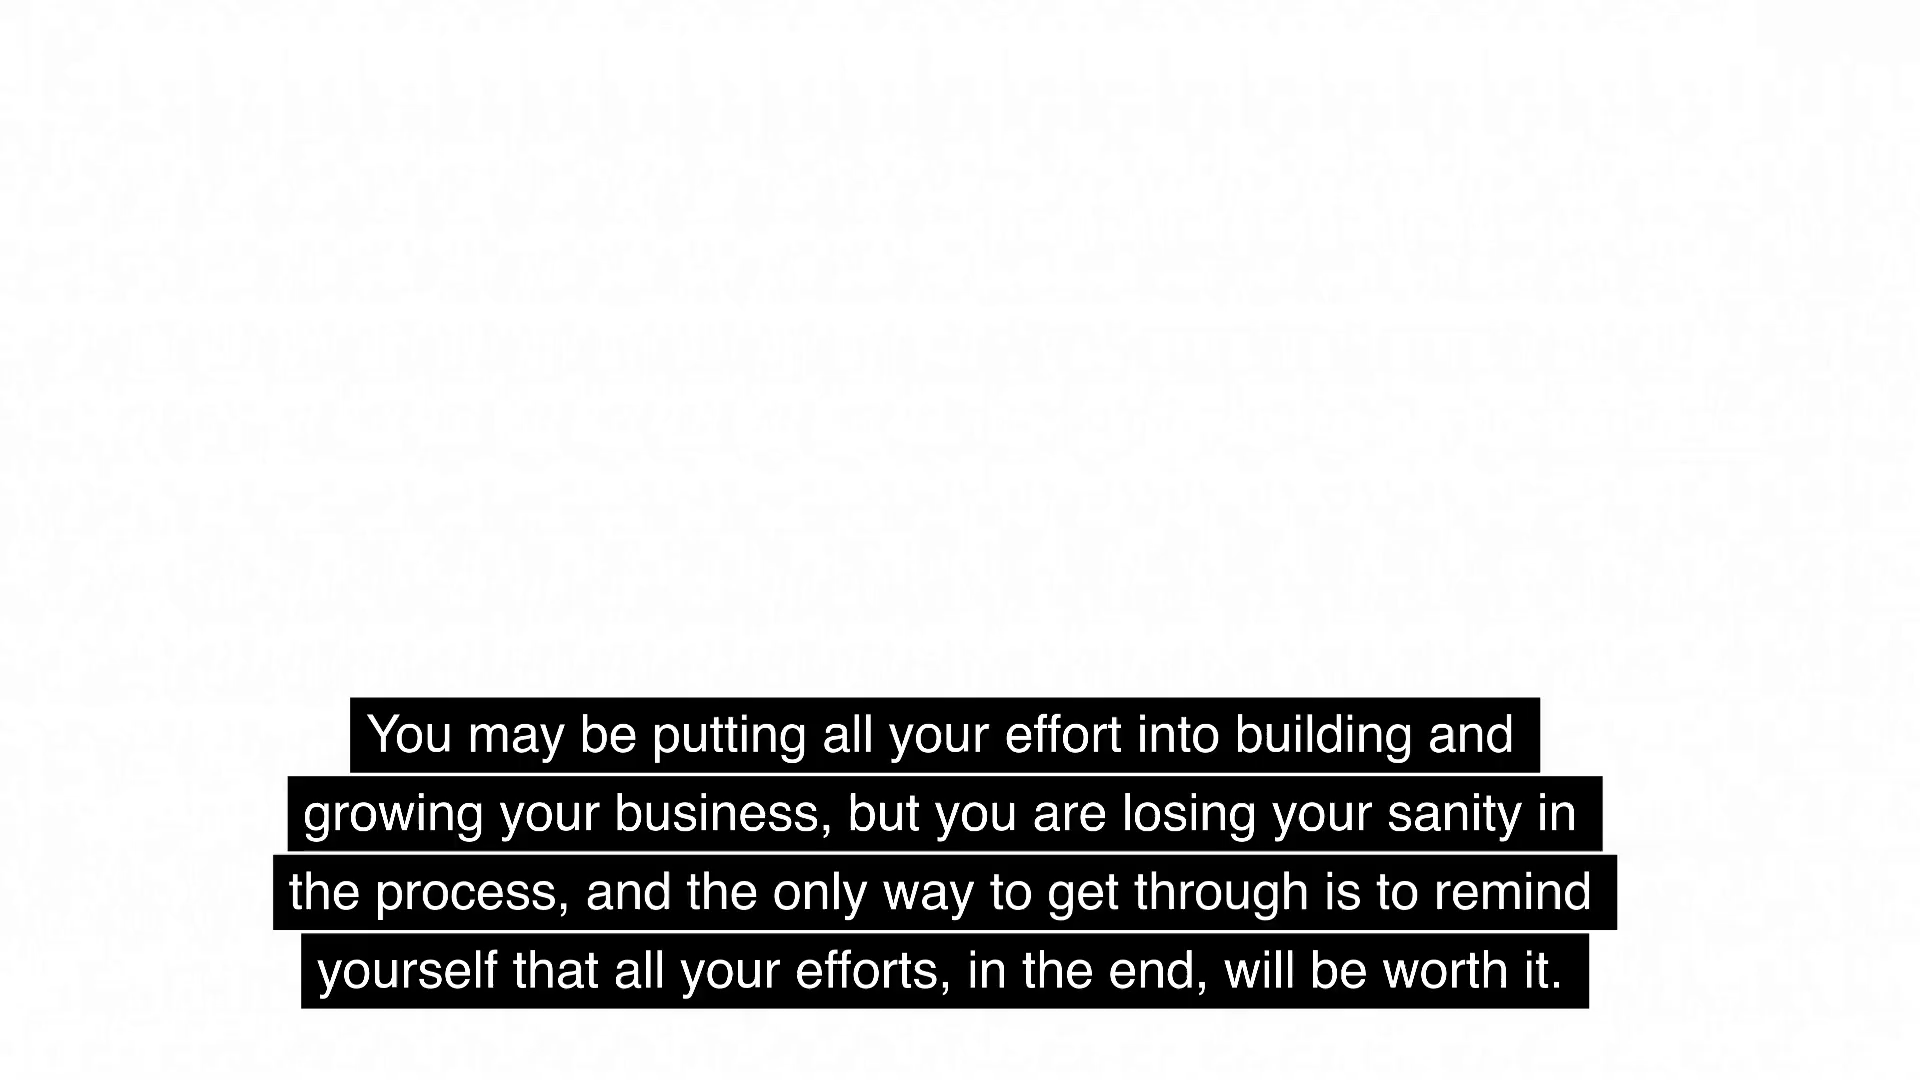 You may be putting all your effort into building and
growing your business, but you are losing your sanity in
the process, and the only way to get through is to remind
yourself that all your efforts, in the end, will be worth it.